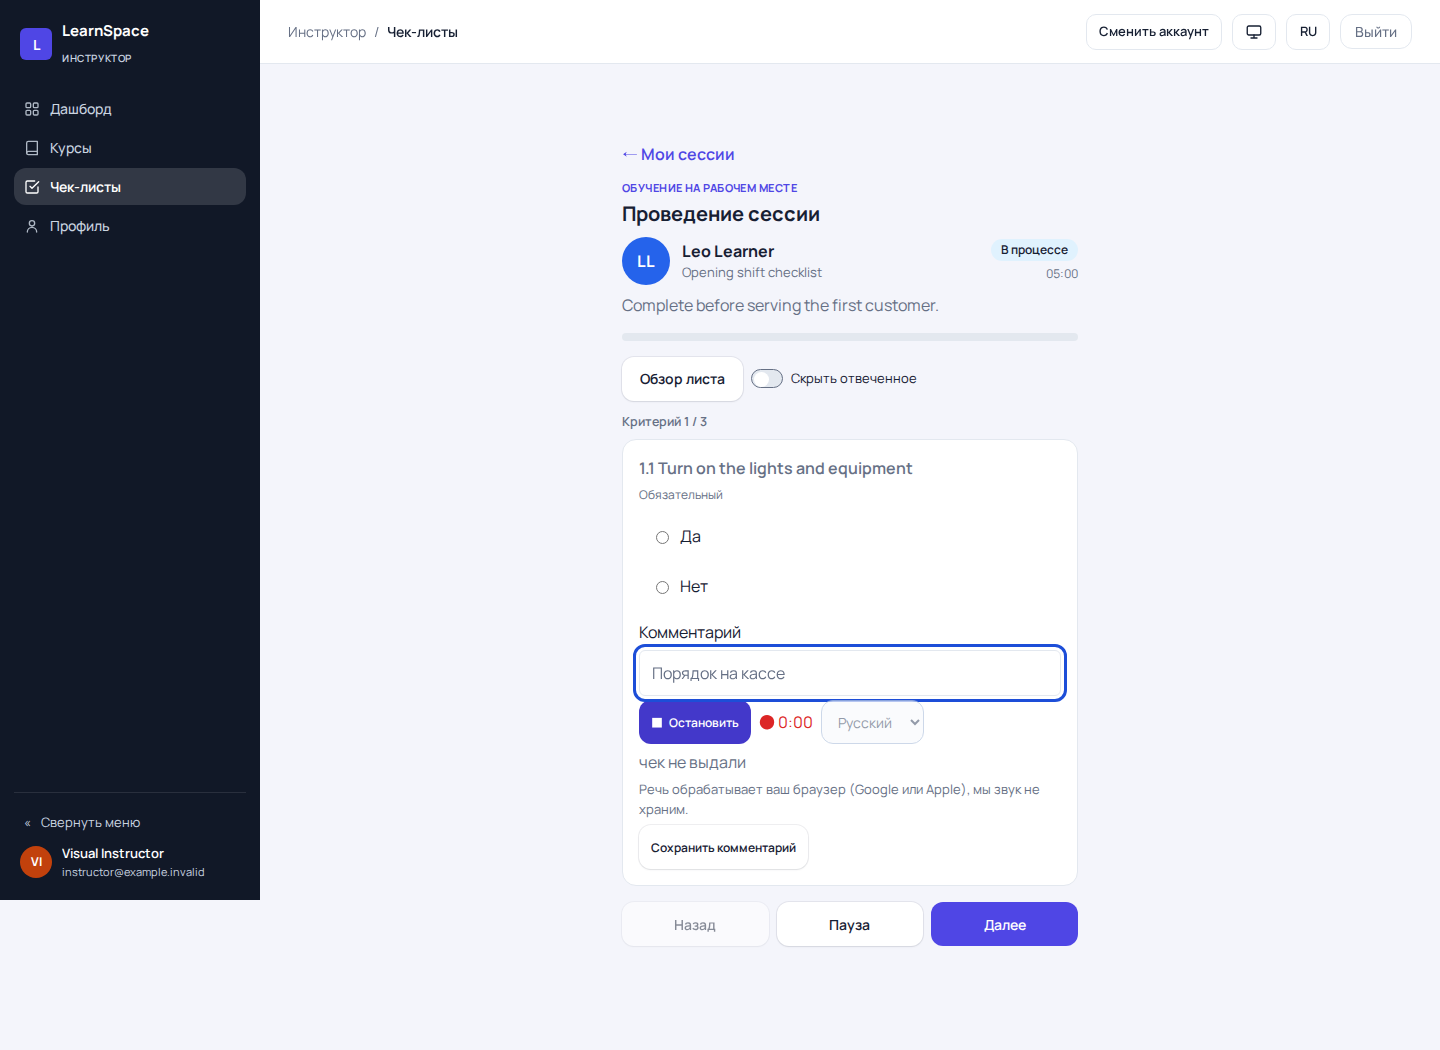 L
LearnSpace
ИНСТРУКТОР
Дашборд
Курсы
Чек-листы
Профиль
« Свернуть меню
VI
Visual Instructor
instructor@example.invalid
Инструктор / Чек-листы
Сменить аккаунт
RU
Выйти
← Мои сессии
ОБУЧЕНИЕ НА РАБОЧЕМ МЕСТЕ
Проведение сессии
LL
Leo Learner
Opening shift checklist
В процессе
05:00
Complete before serving the first customer.
Обзор листа
Скрыть отвеченное
Критерий 1 / 3
1.1 Turn on the lights and equipment
Обязательный
Да
Нет
Комментарий
Порядок на кассе
Остановить
0:00
Русский
чек не выдали
Речь обрабатывает ваш браузер (Google или Apple), мы звук не
храним.
Сохранить комментарий
Назад
Пауза
Далее